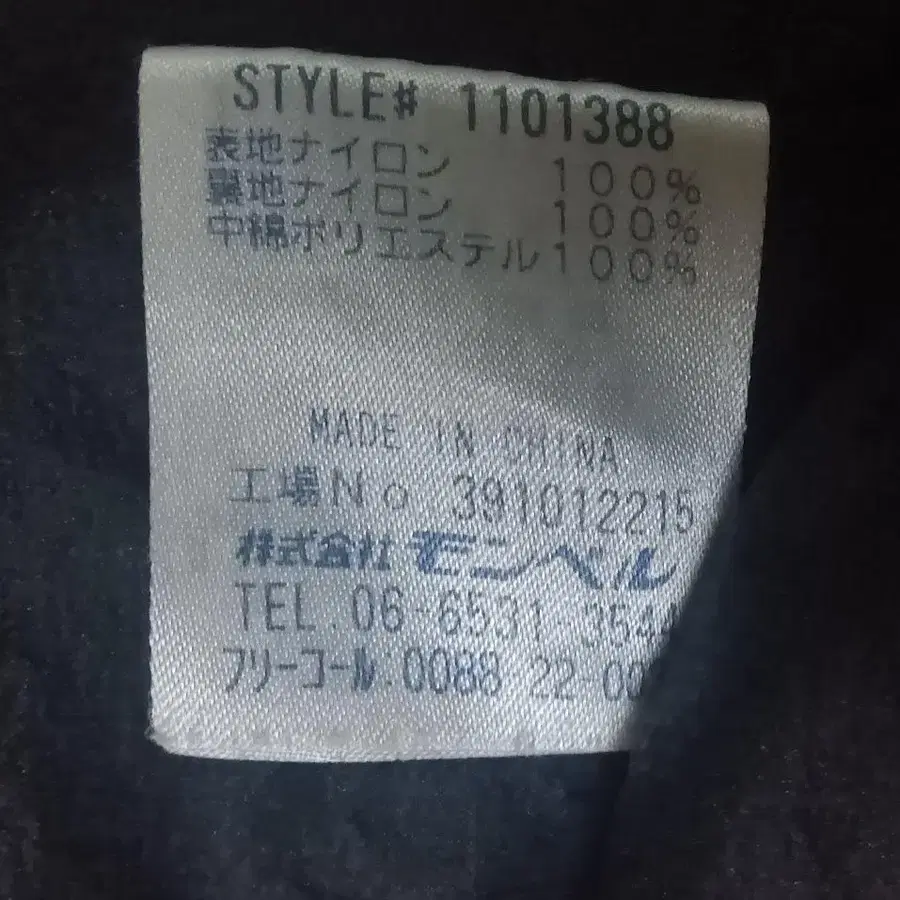 STYLE# 1101388
表地ナイロン 100%
裏地ナイロン 100%
中綿ポリエステル100%
MADE IN CHINA
工場No 391012215
株式会社モンベル
TEL.06-6531-354
フリーコール:0088 22-00